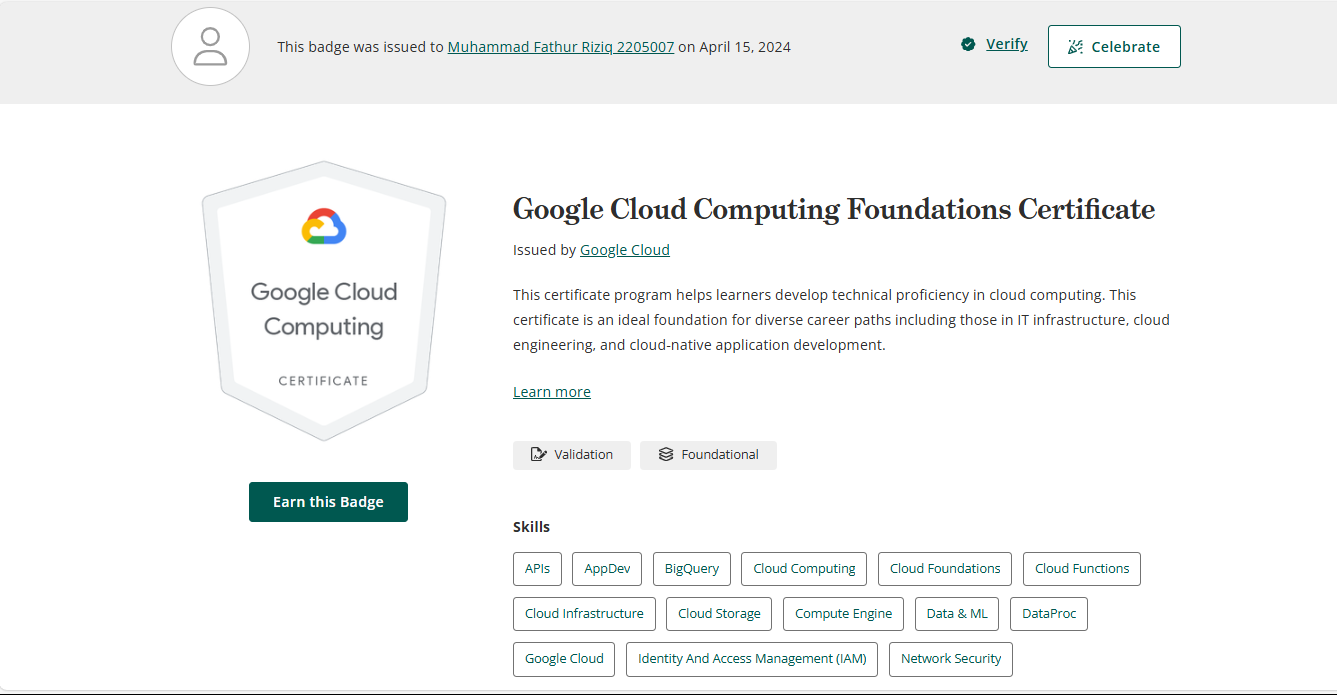 This badge was issued to Muhammad Fathur Riziq 2205007 on April 15, 2024
Verify
Celebrate
Google Cloud
Computing
CERTIFICATE
Earn this Badge
Google Cloud Computing Foundations Certificate
Issued by Google Cloud
This certificate program helps learners develop technical proficiency in cloud computing. This
certificate is an ideal foundation for diverse career paths including those in IT infrastructure, cloud
engineering, and cloud-native application development.
Learn more
Validation
Foundational
Skills
APIs
AppDev
BigQuery
Cloud Computing
Cloud Foundations
Cloud Functions
Cloud Infrastructure
Cloud Storage
Compute Engine
Data & ML
DataProc
Google Cloud
Identity And Access Management (IAM)
Network Security